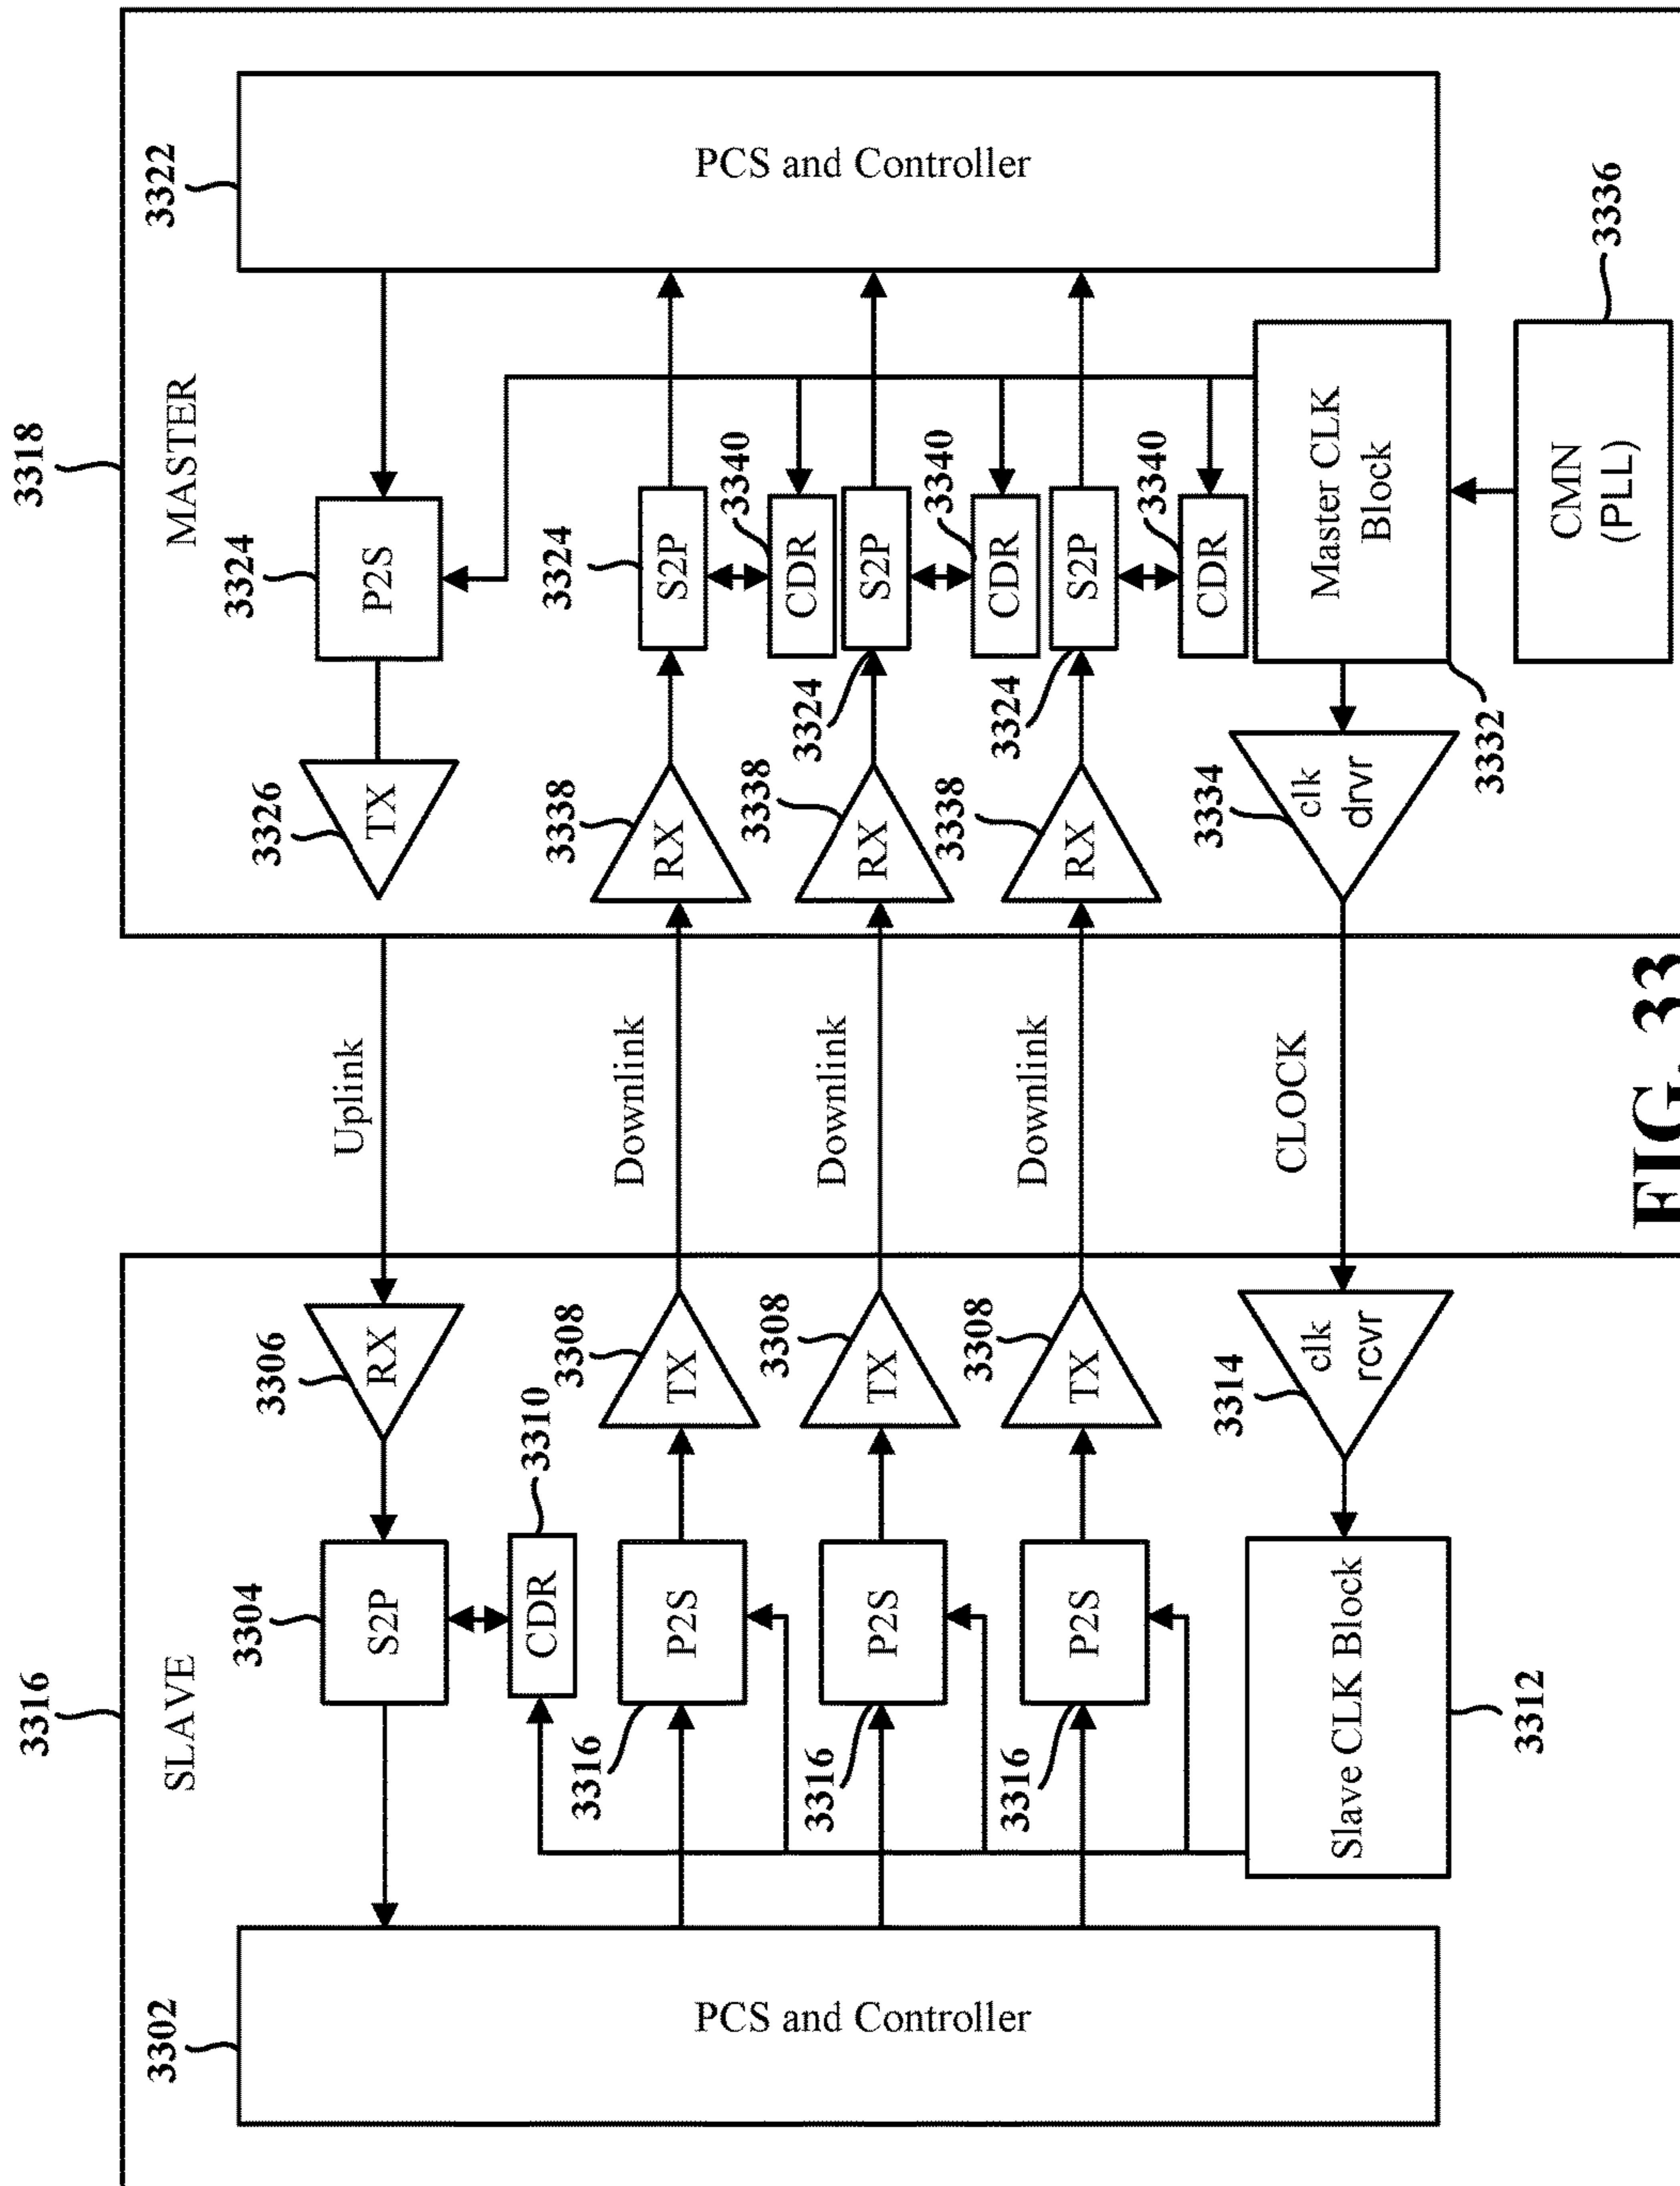 3316
3318
SLAVE
MASTER
3302
3304
3306
3326
3324
3322
PCS and Controller
S2P
RX
Uplink
TX
P2S
PCS and Controller
CDR
3310
3316
P2S
3308
TX
Downlink
3338
RX
3324
S2P
CDR
3340
3316
P2S
3308
TX
Downlink
3338
RX
3324
S2P
CDR
3340
3316
P2S
3308
TX
Downlink
3338
RX
3324
S2P
CDR
3340
Slave CLK Block
3312
3314
clk
rcvr
CLOCK
3334
clk
drvr
3332
Master CLK
Block
CMN
(PLL)
3336
FIG. 33